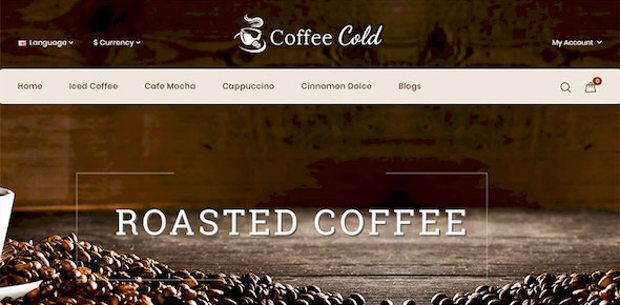 Coffee Cold
Language $ Currency My Account
Home Iced Coffee Cafe Mocha Cappuccino Cinnamon Dolce Blogs 0
ROASTED COFFEE